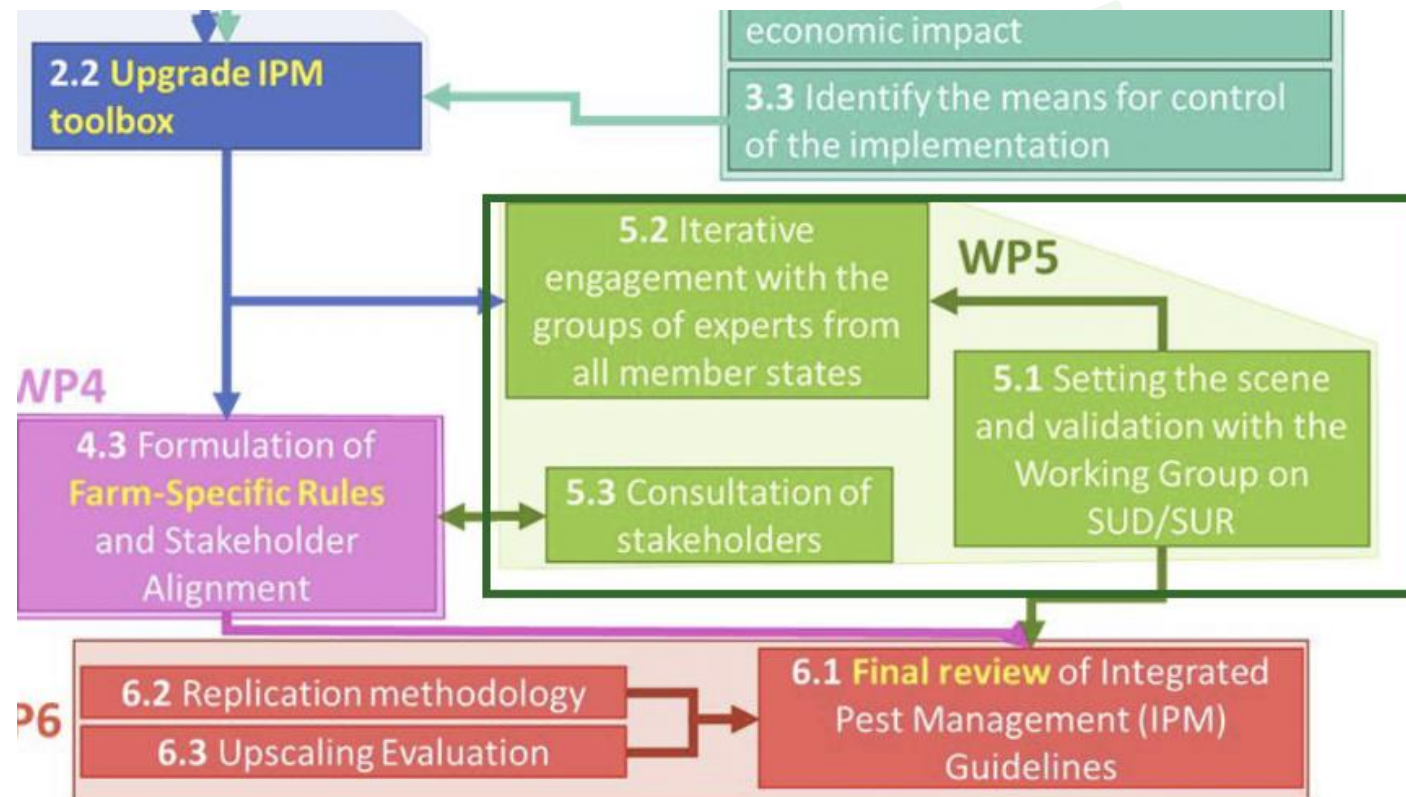 economic impact
2.2 Upgrade IPM
toolbox
3.3 Identify the means for control
of the implementation
5.2 Iterative
engagement with the
groups of experts from
all member states
WP5
5.1 Setting the scene
and validation with the
Working Group on
SUD/SUR
WP4
4.3 Formulation of
Farm-Specific Rules
and Stakeholder
Alignment
5.3 Consultation of
stakeholders
P6
6.2 Replication methodology
6.3 Upscaling Evaluation
6.1 Final review of Integrated
Pest Management (IPM)
Guidelines